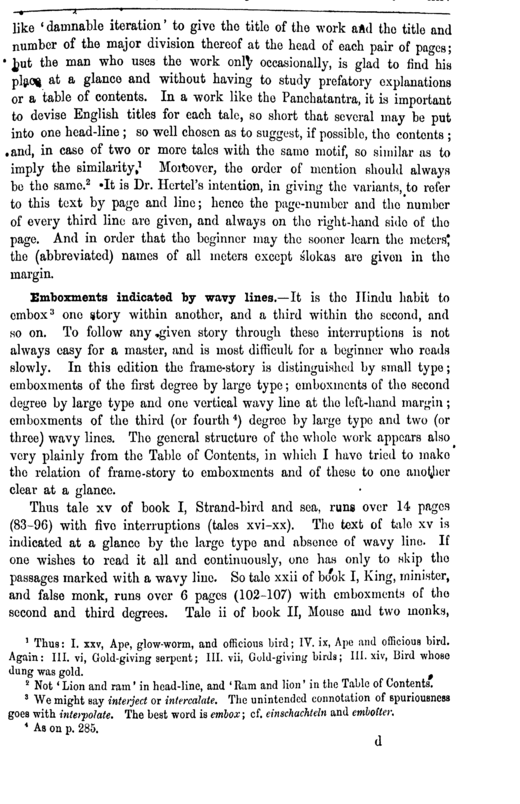 like ‘damnable iteration’ to give the title of the work and the title and
number of the major division thereof at the head of each pair of pages;
but the man who uses the work only occasionally, is glad to find his
place at a glance and without having to study prefatory explanations
or a table of contents. In a work like the Panchatantra, it is important
to devise English titles for each tale, so short that several may be put
into one head-line; so well chosen as to suggest, if possible, the contents;
and, in case of two or more tales with the same motif, so similar as to
imply the similarity.¹ Moreover, the order of mention should always
be the same.² It is Dr. Hertel's intention, in giving the variants, to refer
to this text by page and line; hence the page-number and the number
of every third line are given, and always on the right-hand side of the
page. And in order that the beginner may the sooner learn the meters,
the (abbreviated) names of all meters except ślokas are given in the
margin.
Emboxments indicated by wavy lines.—It is the Hindu habit to
embox³ one story within another, and a third within the second, and
so on. To follow any given story through these interruptions is not
always easy for a master, and is most difficult for a beginner who reads
slowly. In this edition the frame-story is distinguished by small type;
emboxments of the first degree by large type; emboxments of the second
degree by large type and one vertical wavy line at the left-hand margin;
emboxments of the third (or fourth⁴) degree by large type and two (or
three) wavy lines. The general structure of the whole work appears also
very plainly from the Table of Contents, in which I have tried to make
the relation of frame-story to emboxments and of these to one another
clear at a glance.
Thus tale xv of book I, Strand-bird and sea, runs over 14 pages
(83-96) with five interruptions (tales xvi-xx). The text of tale xv is
indicated at a glance by the large type and absence of wavy line. If
one wishes to read it all and continuously, one has only to skip the
passages marked with a wavy line. So tale xxii of book I, King, minister,
and false monk, runs over 6 pages (102-107) with emboxments of the
second and third degrees. Tale ii of book II, Mouse and two monks,
¹ Thus: I. xxv, Ape, glow-worm, and officious bird; IV. ix, Ape and officious bird.
Again: III. vi, Gold-giving serpent; III. vii, Gold-giving birds; III. xiv, Bird whose
dung was gold.
² Not ‘Lion and ram’ in head-line, and ‘Ram and lion’ in the Table of Contents.
³ We might say interject or intercalate. The unintended connotation of spuriousness
goes with interpolate. The best word is embox; cf. einschachteln and emboîter.
⁴ As on p. 285.
d